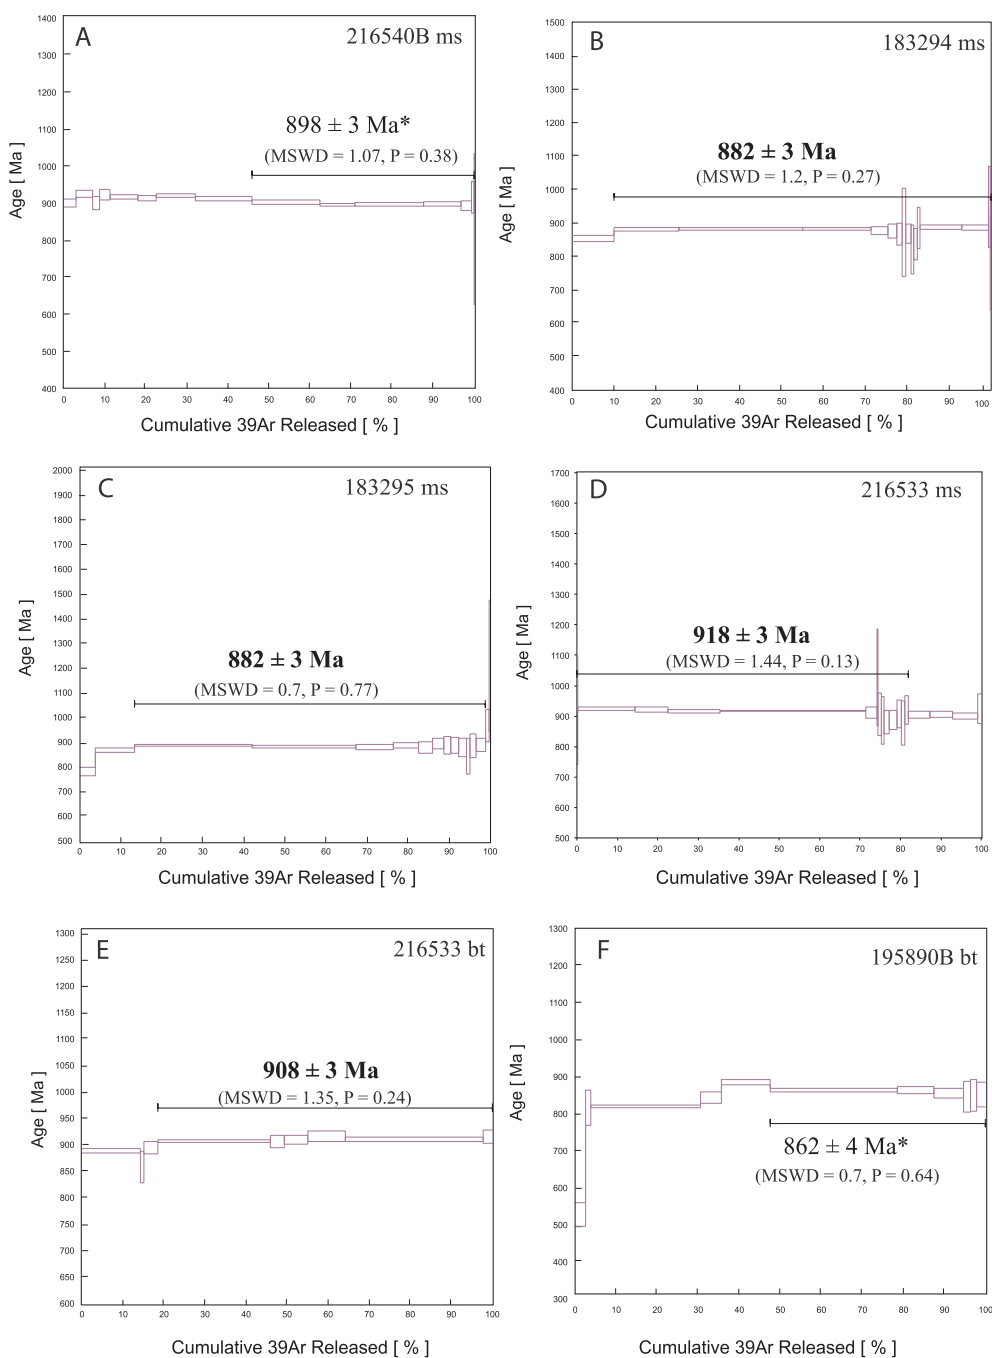 A
216540B ms
898 ± 3 Ma*
(MSWD = 1.07, P = 0.38)
Age [ Ma ]
1400
1300
1200
1100
1000
900
800
700
600
500
400
0 10 20 30 40 50 60 70 80 90 100
Cumulative 39Ar Released [ % ]
B
183294 ms
882 ± 3 Ma
(MSWD = 1.2, P = 0.27)
Age [ Ma ]
1500
1400
1300
1200
1100
1000
900
800
700
600
500
400
0 10 20 30 40 50 60 70 80 90 100
Cumulative 39Ar Released [ % ]
C
183295 ms
882 ± 3 Ma
(MSWD = 0.7, P = 0.77)
Age [ Ma ]
2000
1900
1800
1700
1600
1500
1400
1300
1200
1100
1000
900
800
700
600
500
0 10 20 30 40 50 60 70 80 90 100
Cumulative 39Ar Released [ % ]
D
216533 ms
918 ± 3 Ma
(MSWD = 1.44, P = 0.13)
Age [ Ma ]
1700
1600
1500
1400
1300
1200
1100
1000
900
800
700
600
500
0 10 20 30 40 50 60 70 80 90 100
Cumulative 39Ar Released [ % ]
E
216533 bt
908 ± 3 Ma
(MSWD = 1.35, P = 0.24)
Age [ Ma ]
1300
1250
1200
1150
1100
1050
1000
950
900
850
800
750
700
650
600
0 10 20 30 40 50 60 70 80 90 100
Cumulative 39Ar Released [ % ]
F
195890B bt
862 ± 4 Ma*
(MSWD = 0.7, P = 0.64)
Age [ Ma ]
1300
1200
1100
1000
900
800
700
600
500
400
300
0 10 20 30 40 50 60 70 80 90 100
Cumulative 39Ar Released [ % ]